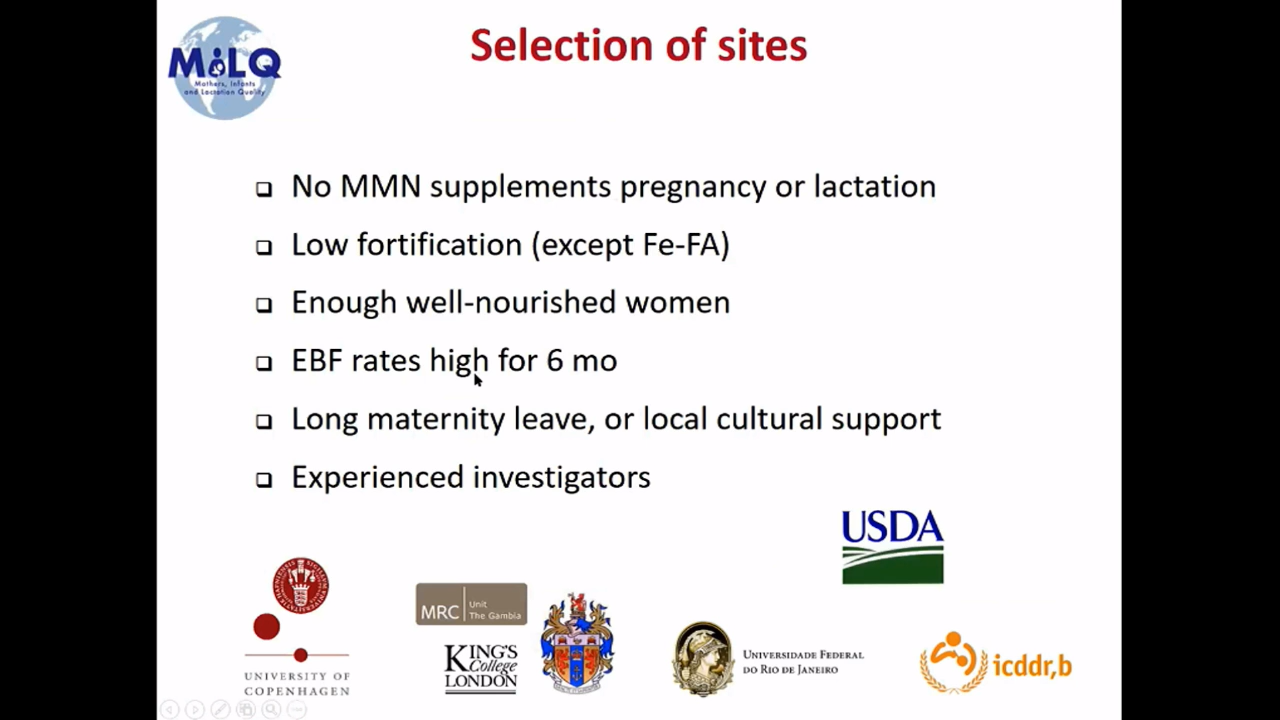 Selection of sites
MiLQ
Mothers, Infants
and Lactation Quality
No MMN supplements pregnancy or lactation
Low fortification (except Fe-FA)
Enough well-nourished women
EBF rates high for 6 mo
Long maternity leave, or local cultural support
Experienced investigators
USDA
MRC Unit
The Gambia
KING'S
College
LONDON
UNIVERSITY OF
COPENHAGEN
UNIVERSIDADE FEDERAL
DO RIO DE JANEIRO
icddr,b